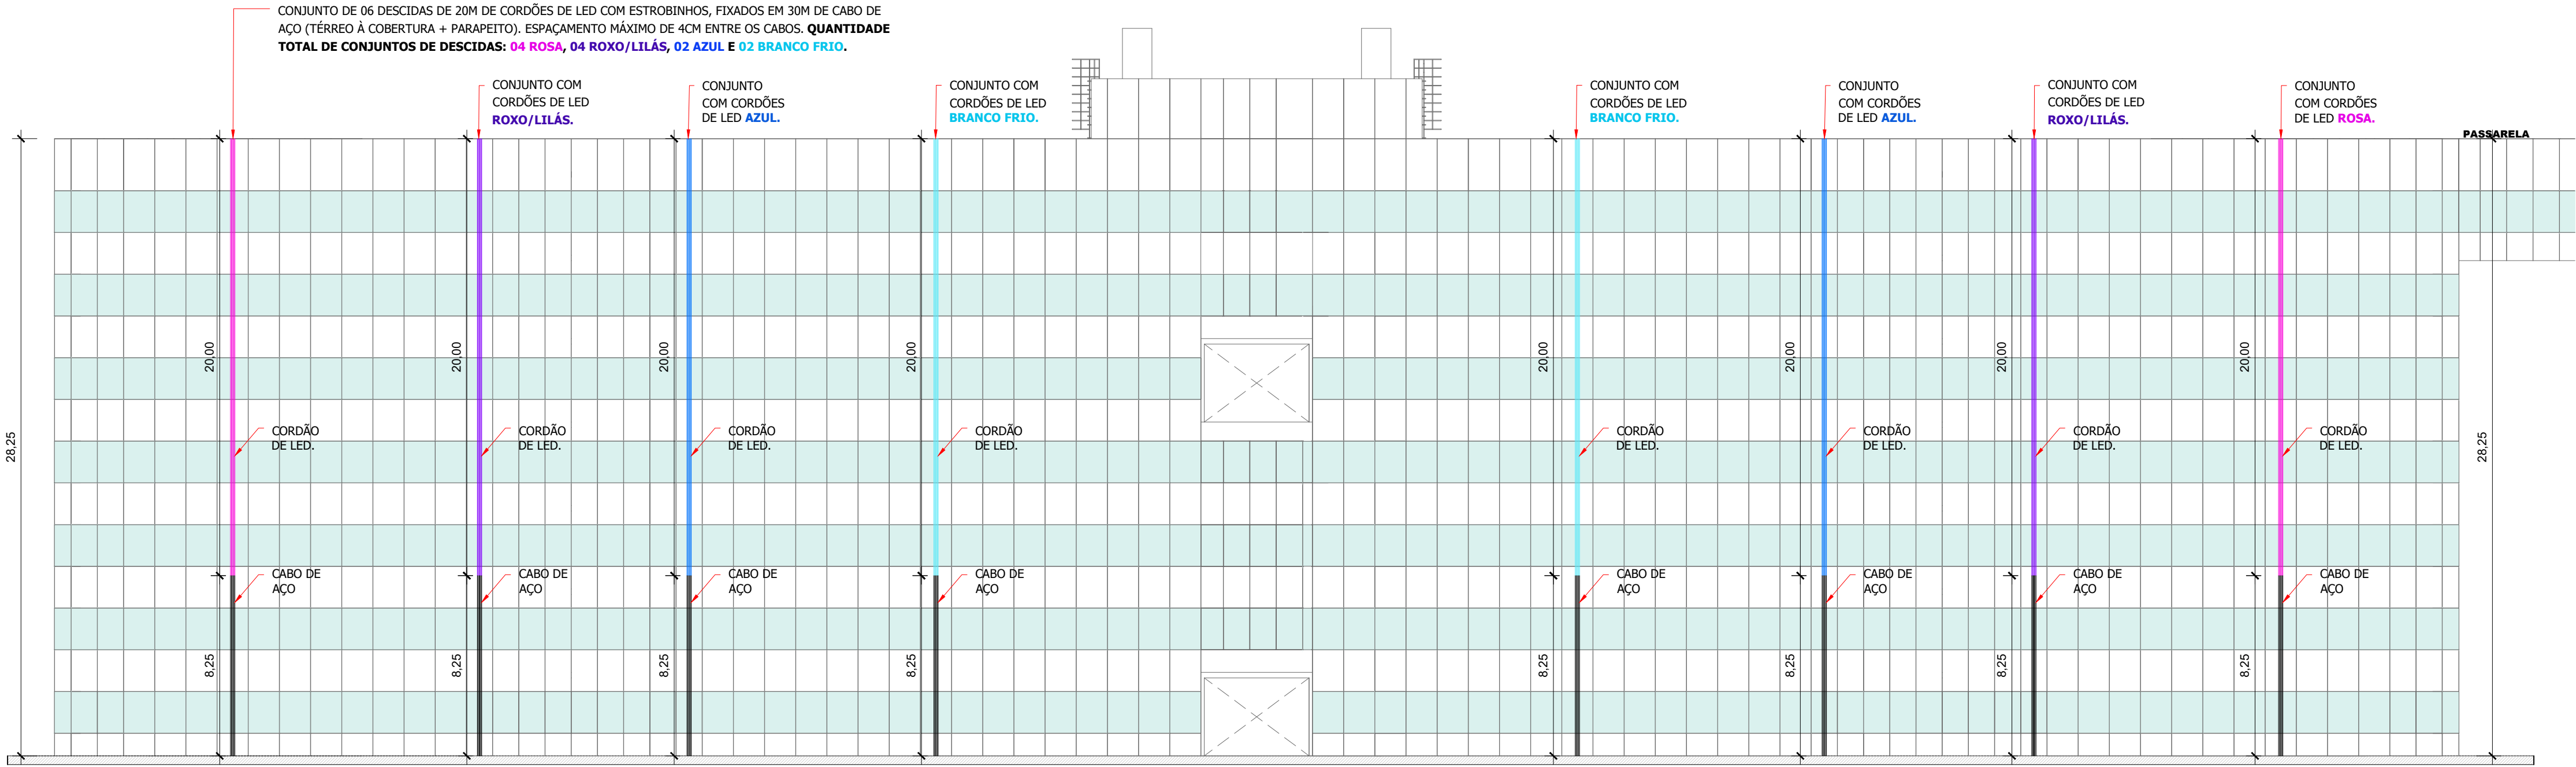 CONJUNTO DE 06 DESCIDAS DE 20M DE CORDÕES DE LED COM ESTROBINHOS, FIXADOS EM 30M DE CABO DE
AÇO (TÉRREO À COBERTURA + PARAPEITO). ESPAÇAMENTO MÁXIMO DE 4CM ENTRE OS CABOS. QUANTIDADE
TOTAL DE CONJUNTOS DE DESCIDAS: 04 ROSA, 04 ROXO/LILÁS, 02 AZUL E 02 BRANCO FRIO.
CONJUNTO COM
CORDÕES DE LED
ROXO/LILÁS.
CONJUNTO
COM CORDÕES
DE LED AZUL.
CONJUNTO COM
CORDÕES DE LED
BRANCO FRIO.
CONJUNTO COM
CORDÕES DE LED
BRANCO FRIO.
CONJUNTO
COM CORDÕES
DE LED AZUL.
CONJUNTO COM
CORDÕES DE LED
ROXO/LILÁS.
CONJUNTO
COM CORDÕES
DE LED ROSA.
PASSARELA
20,00
20,00
20,00
20,00
20,00
20,00
20,00
20,00
28,25
28,25
CORDÃO
DE LED.
CORDÃO
DE LED.
CORDÃO
DE LED.
CORDÃO
DE LED.
CORDÃO
DE LED.
CORDÃO
DE LED.
CORDÃO
DE LED.
CORDÃO
DE LED.
CABO DE
AÇO
CABO DE
AÇO
CABO DE
AÇO
CABO DE
AÇO
CABO DE
AÇO
CABO DE
AÇO
CABO DE
AÇO
CABO DE
AÇO
8,25
8,25
8,25
8,25
8,25
8,25
8,25
8,25